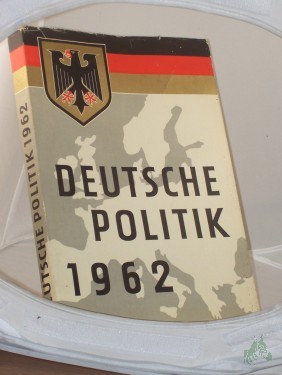 DEUTSCHE
POLITIK
1962
DEUTSCHE POLITIK 1962